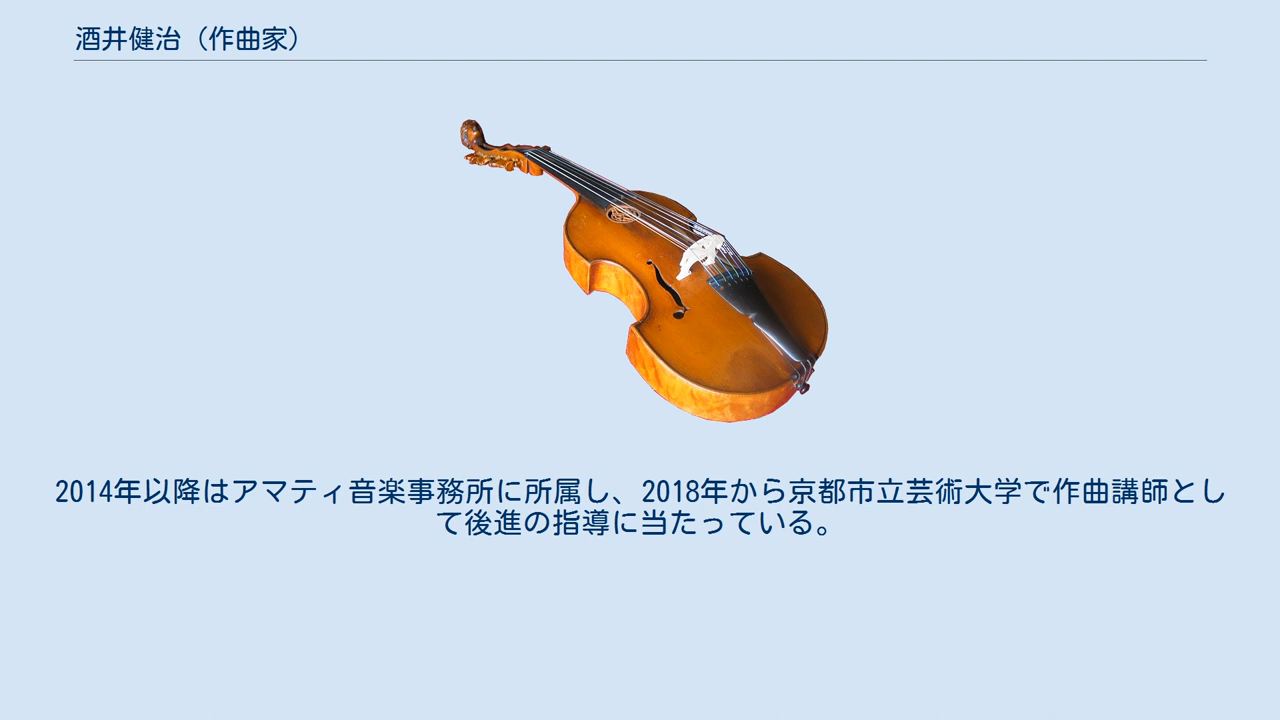 酒井健治（作曲家）
2014年以降はアマティ音楽事務所に所属し、2018年から京都市立芸術大学で作曲講師とし
て後進の指導に当たっている。